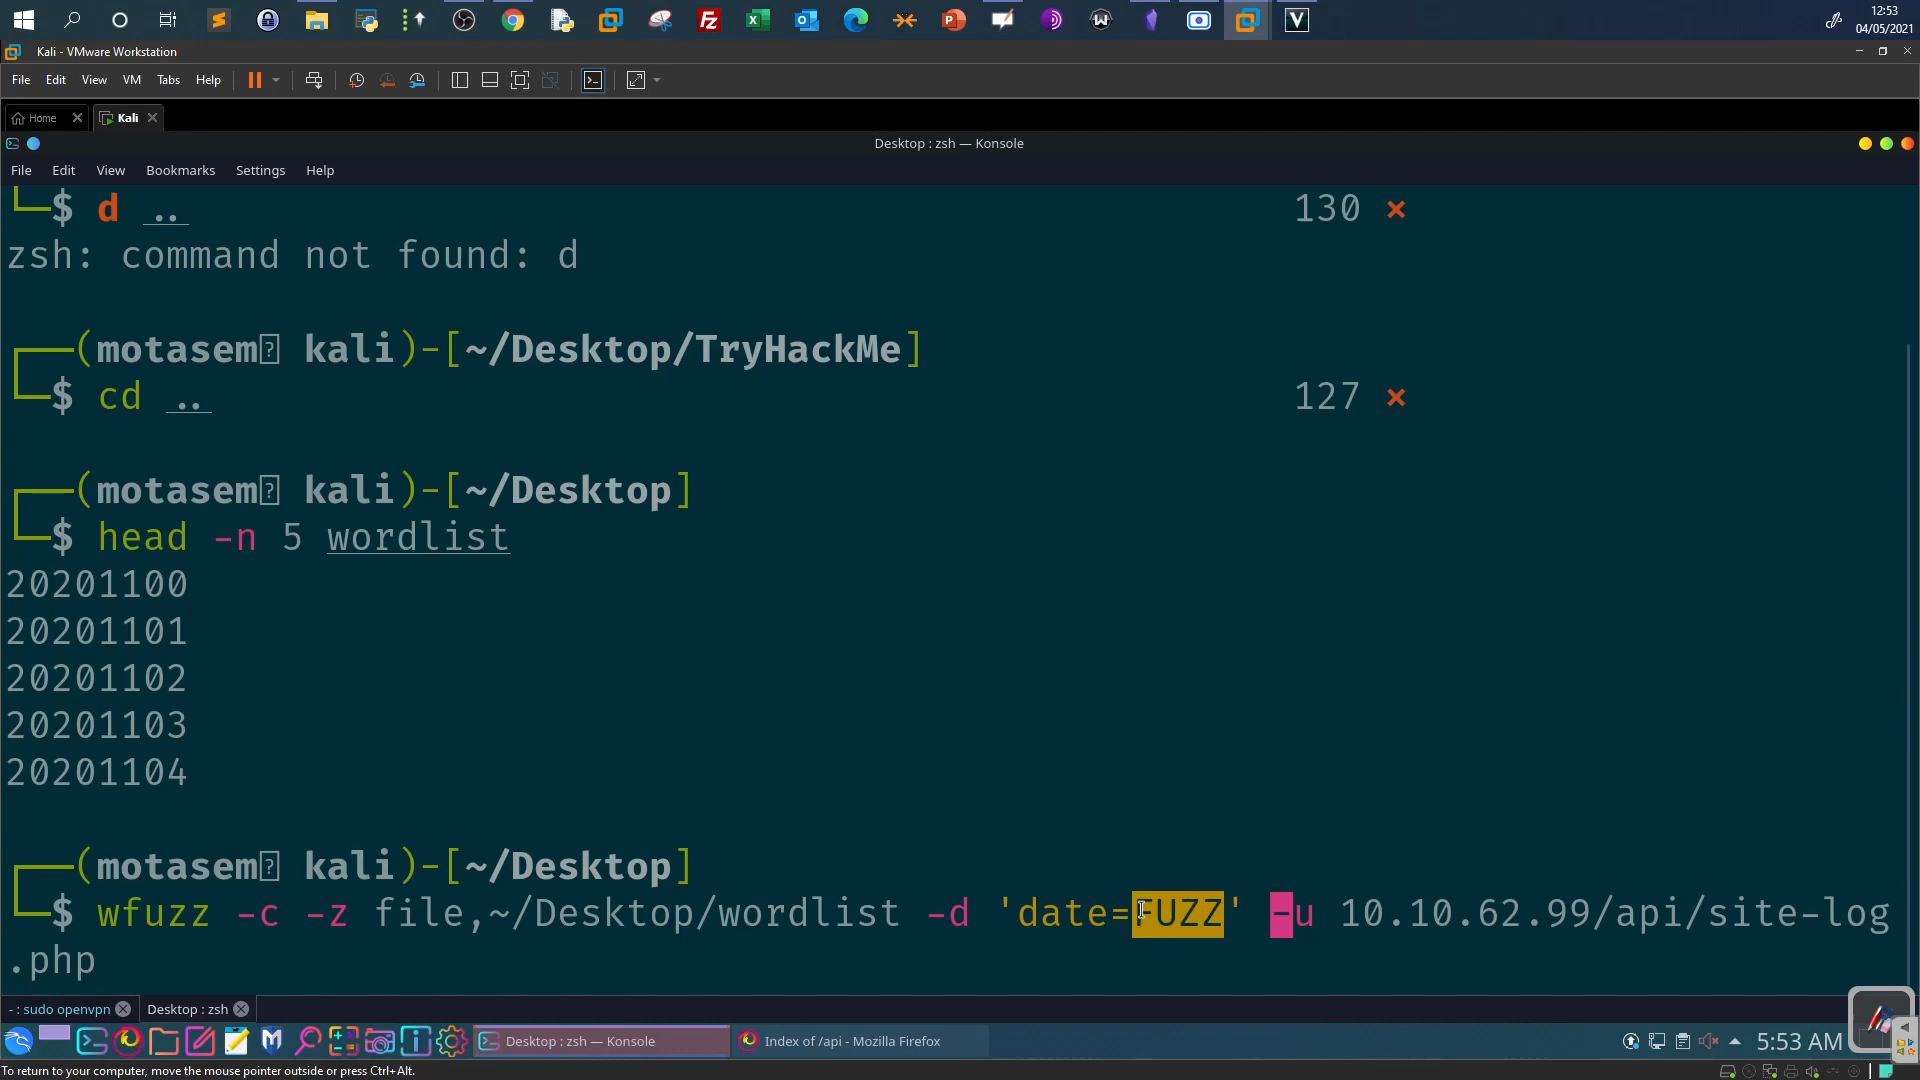 12:53
04/05/2021
Kali - VMware Workstation
File Edit View VM Tabs Help
Home Kali
Desktop : zsh — Konsole
File Edit View Bookmarks Settings Help
└─$ d .. 130 ×
zsh: command not found: d
┌──(motasem kali)-[~/Desktop/TryHackMe]
└─$ cd .. 127 ×
┌──(motasem kali)-[~/Desktop]
└─$ head -n 5 wordlist
20201100
20201101
20201102
20201103
20201104
┌──(motasem kali)-[~/Desktop]
└─$ wfuzz -c -z file,~/Desktop/wordlist -d 'date=FUZZ' -u 10.10.62.99/api/site-log
.php
- : sudo openvpn Desktop : zsh
Desktop : zsh — Konsole Index of /api - Mozilla Firefox 5:53 AM
To return to your computer, move the mouse pointer outside or press Ctrl+Alt.